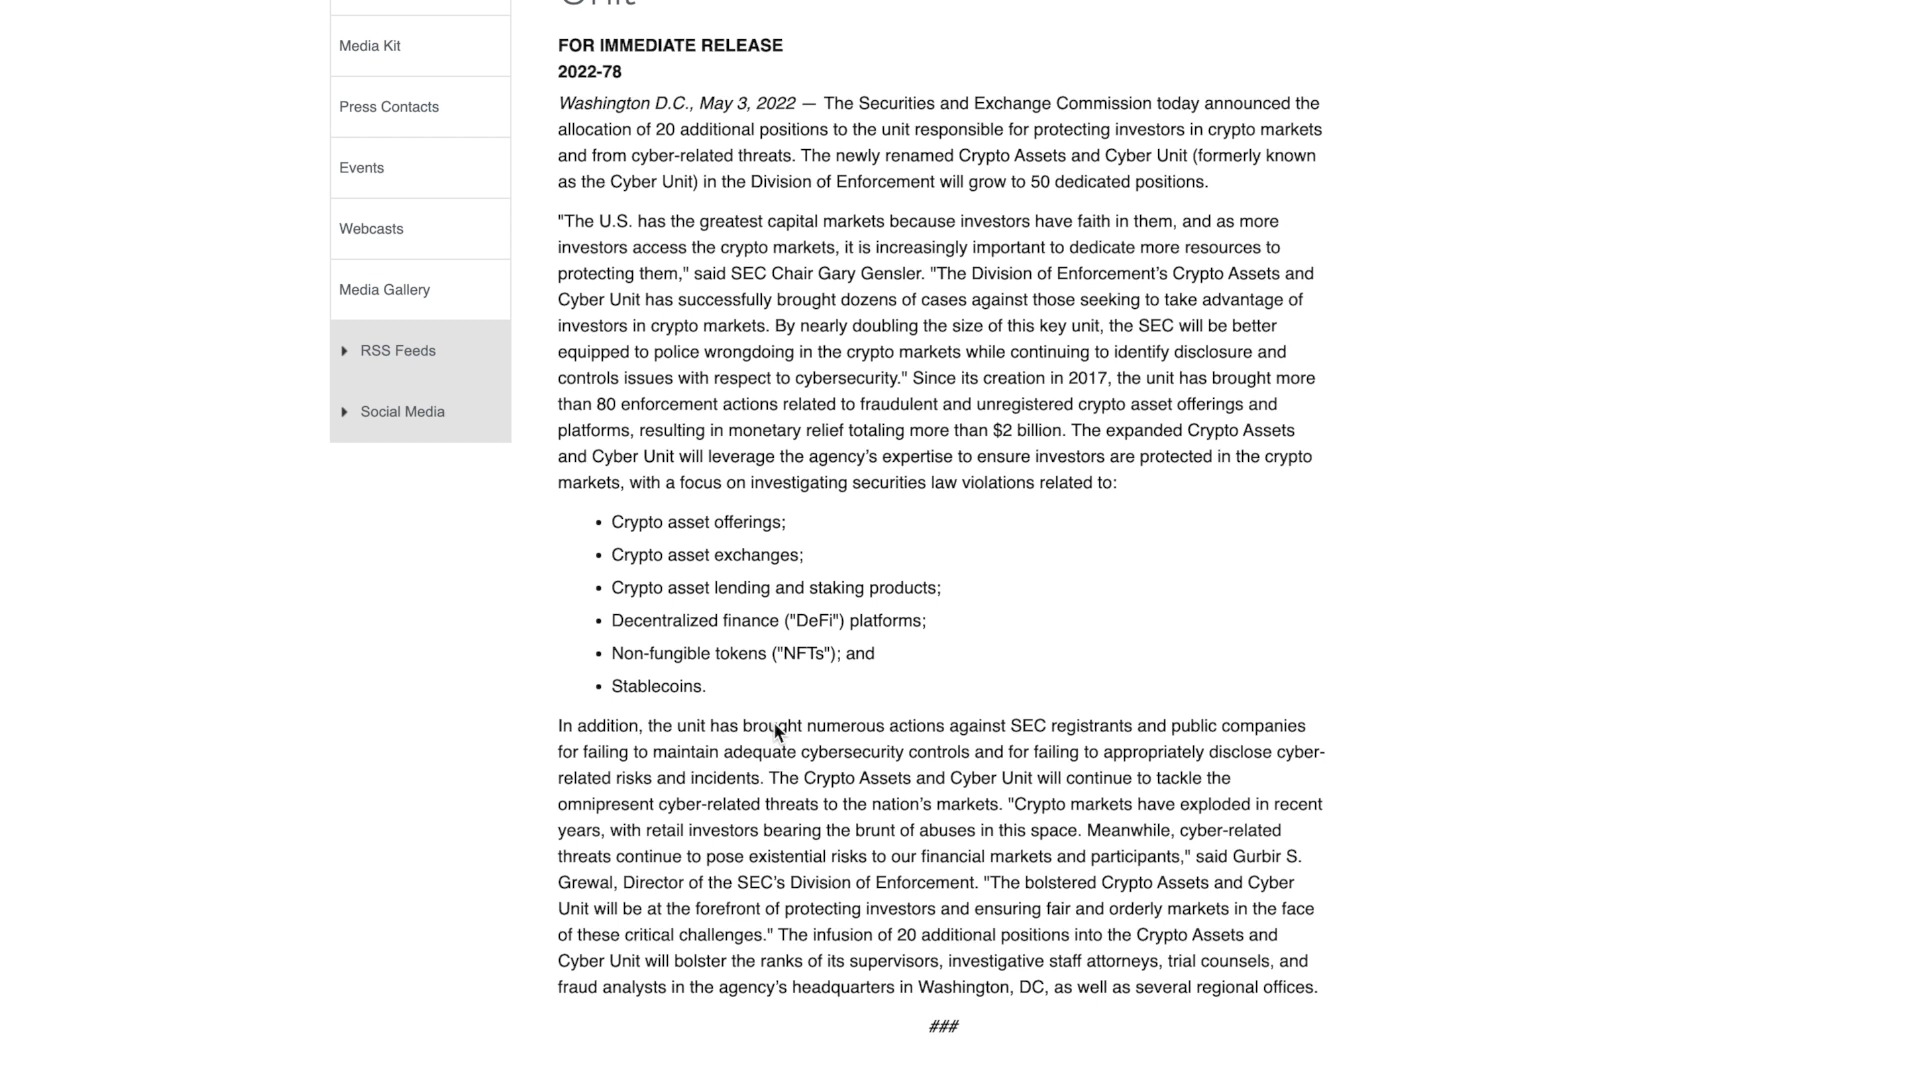 Media Kit
Press Contacts
Events
Webcasts
Media Gallery
RSS Feeds
Social Media
FOR IMMEDIATE RELEASE
2022-78
Washington D.C., May 3, 2022 — The Securities and Exchange Commission today announced the
allocation of 20 additional positions to the unit responsible for protecting investors in crypto markets
and from cyber-related threats. The newly renamed Crypto Assets and Cyber Unit (formerly known
as the Cyber Unit) in the Division of Enforcement will grow to 50 dedicated positions.
"The U.S. has the greatest capital markets because investors have faith in them, and as more
investors access the crypto markets, it is increasingly important to dedicate more resources to
protecting them," said SEC Chair Gary Gensler. "The Division of Enforcement’s Crypto Assets and
Cyber Unit has successfully brought dozens of cases against those seeking to take advantage of
investors in crypto markets. By nearly doubling the size of this key unit, the SEC will be better
equipped to police wrongdoing in the crypto markets while continuing to identify disclosure and
controls issues with respect to cybersecurity." Since its creation in 2017, the unit has brought more
than 80 enforcement actions related to fraudulent and unregistered crypto asset offerings and
platforms, resulting in monetary relief totaling more than $2 billion. The expanded Crypto Assets
and Cyber Unit will leverage the agency’s expertise to ensure investors are protected in the crypto
markets, with a focus on investigating securities law violations related to:
• Crypto asset offerings;
• Crypto asset exchanges;
• Crypto asset lending and staking products;
• Decentralized finance ("DeFi") platforms;
• Non-fungible tokens ("NFTs"); and
• Stablecoins.
In addition, the unit has brought numerous actions against SEC registrants and public companies
for failing to maintain adequate cybersecurity controls and for failing to appropriately disclose cyber-
related risks and incidents. The Crypto Assets and Cyber Unit will continue to tackle the
omnipresent cyber-related threats to the nation’s markets. "Crypto markets have exploded in recent
years, with retail investors bearing the brunt of abuses in this space. Meanwhile, cyber-related
threats continue to pose existential risks to our financial markets and participants," said Gurbir S.
Grewal, Director of the SEC’s Division of Enforcement. "The bolstered Crypto Assets and Cyber
Unit will be at the forefront of protecting investors and ensuring fair and orderly markets in the face
of these critical challenges." The infusion of 20 additional positions into the Crypto Assets and
Cyber Unit will bolster the ranks of its supervisors, investigative staff attorneys, trial counsels, and
fraud analysts in the agency’s headquarters in Washington, DC, as well as several regional offices.
###